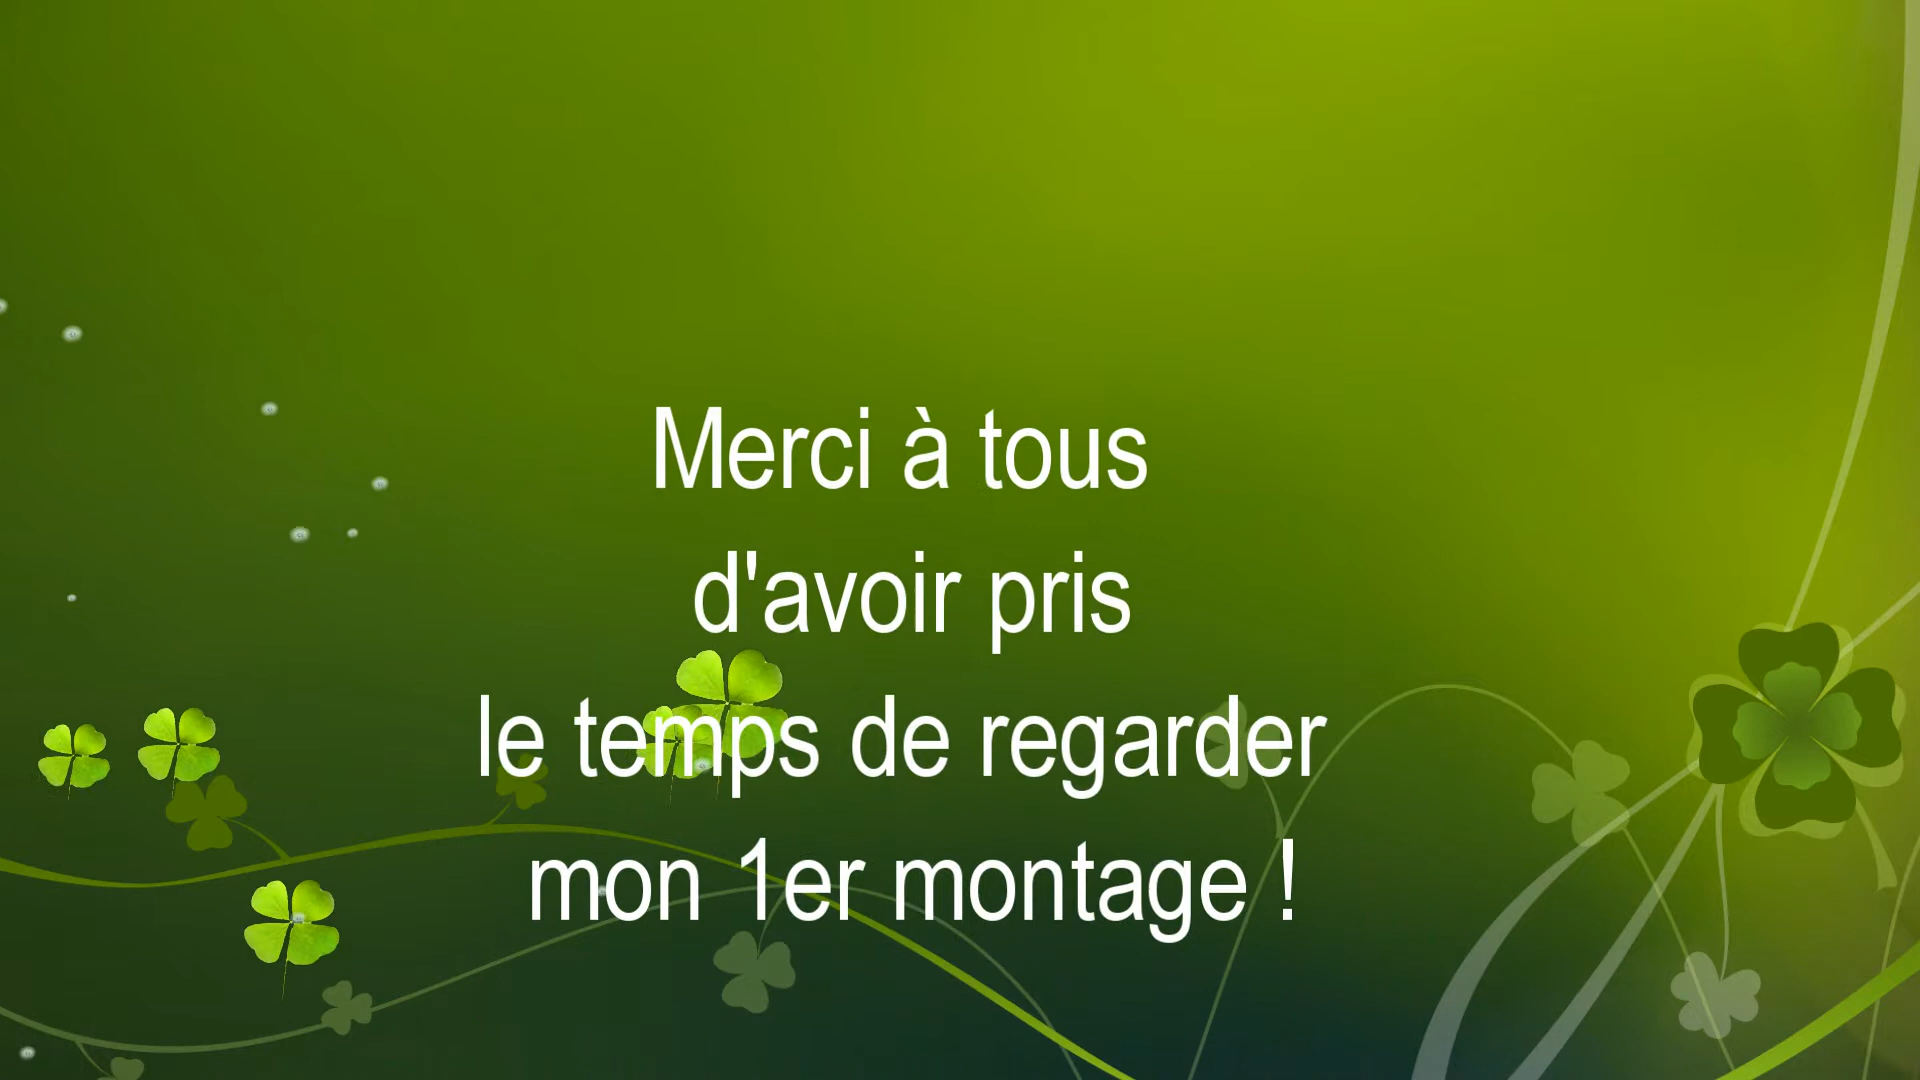 Merci à tous
d'avoir pris
le temps de regarder
mon 1er montage !